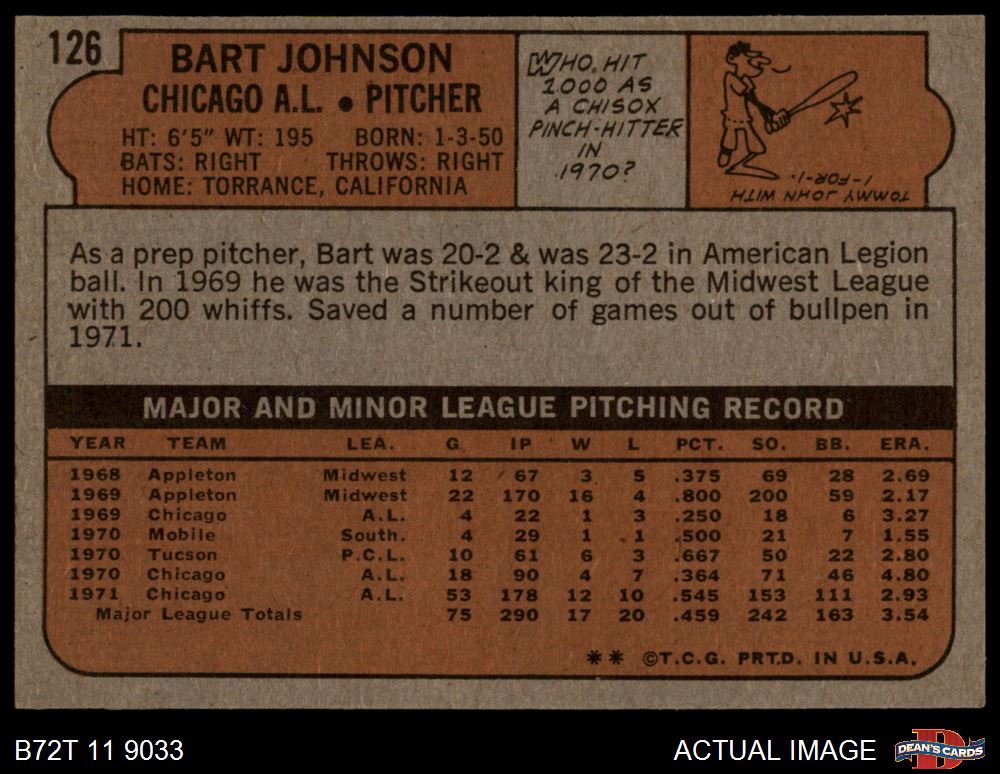 126
BART JOHNSON
CHICAGO A.L. • PITCHER
HT: 6'5" WT: 195 BORN: 1-3-50
BATS: RIGHT THROWS: RIGHT
HOME: TORRANCE, CALIFORNIA
WHO HIT
1.000 AS
A CHISOX
PINCH-HITTER
IN
1970?
TOMMY JOHN WITH
1-FOR-1.
As a prep pitcher, Bart was 20-2 & was 23-2 in American Legion
ball. In 1969 he was the Strikeout king of the Midwest League
with 200 whiffs. Saved a number of games out of bullpen in
1971.
MAJOR AND MINOR LEAGUE PITCHING RECORD
YEAR TEAM LEA. G. IP W L PCT. SO. BB. ERA.
1968 Appleton Midwest 12 67 3 5 .375 69 28 2.69
1969 Appleton Midwest 22 170 16 4 .800 200 59 2.17
1969 Chicago A.L. 4 22 1 3 .250 18 6 3.27
1970 Mobile South. 4 29 1 1 .500 21 7 1.55
1970 Tucson P.C.L. 10 61 6 3 .667 50 22 2.80
1970 Chicago A.L. 18 90 4 7 .364 71 46 4.80
1971 Chicago A.L. 53 178 12 10 .545 153 111 2.93
Major League Totals 75 290 17 20 .459 242 163 3.54
** ©T.C.G. PRTD. IN U.S.A.
B72T 11 9033
ACTUAL IMAGE
DEAN'S CARDS